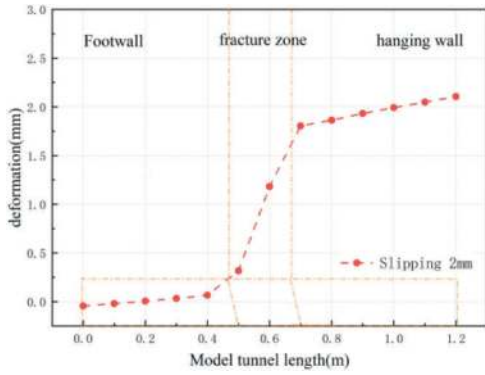 3.0
Footwall fracture zone hanging wall
2.5
2.0
1.5
1.0
0.5
0.0
deformation(mm)
Slipping 2mm
0.0 0.2 0.4 0.6 0.8 1.0 1.2
Model tunnel length(m)